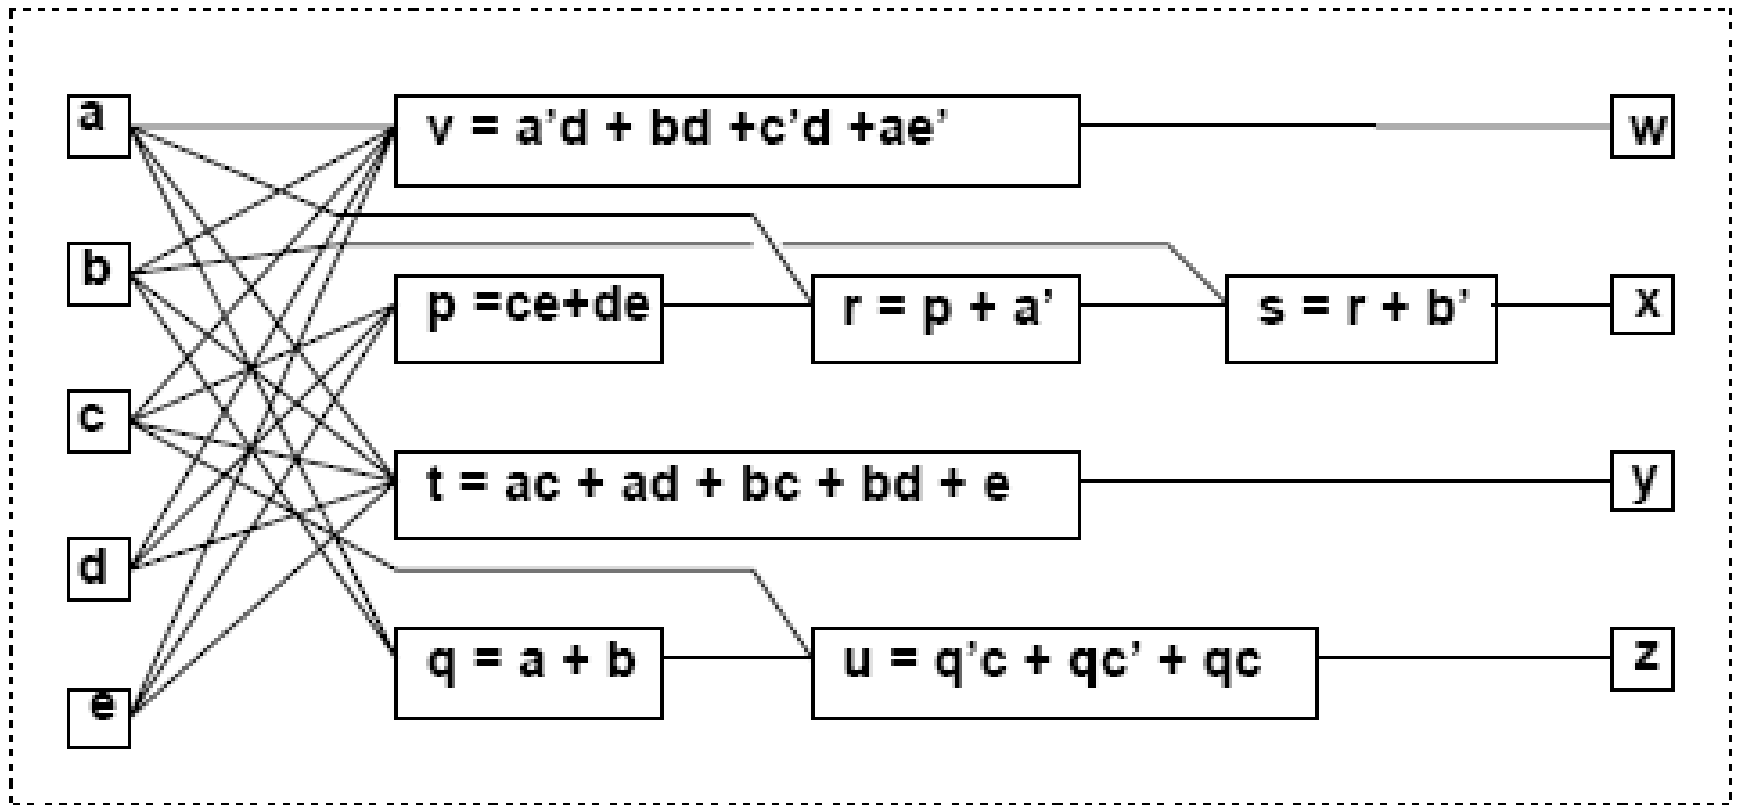 a
v = a’d + bd +c’d +ae’
w
b
p =ce+de
r = p + a’
s = r + b’
x
c
t = ac + ad + bc + bd + e
y
d
q = a + b
u = q’c + qc’ + qc
z
e